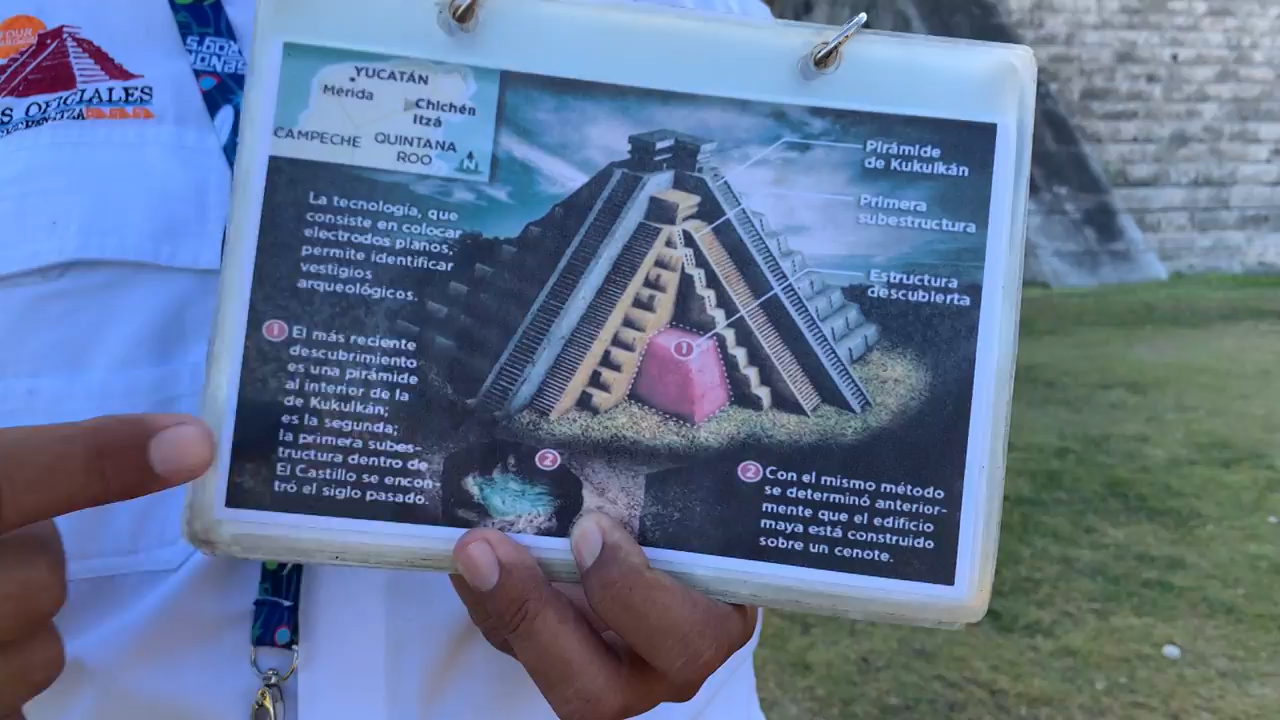 OFICIALES
YUCATÁN
Mérida
Chichén
Itzá
CAMPECHE
QUINTANA
ROO
N
La tecnología, que
consiste en colocar
electrodos planos,
permite identificar
vestigios
arqueológicos.
1 El más reciente
descubrimiento
es una pirámide
al interior de la
de Kukulkán;
es la segunda;
la primera subes-
tructura dentro de
El Castillo se encon-
tró el siglo pasado.
Pirámide
de Kukulkán
Primera
subestructura
Estructura
descubierta
1
2
2 Con el mismo método
se determinó anterior-
mente que el edificio
maya está construido
sobre un cenote.